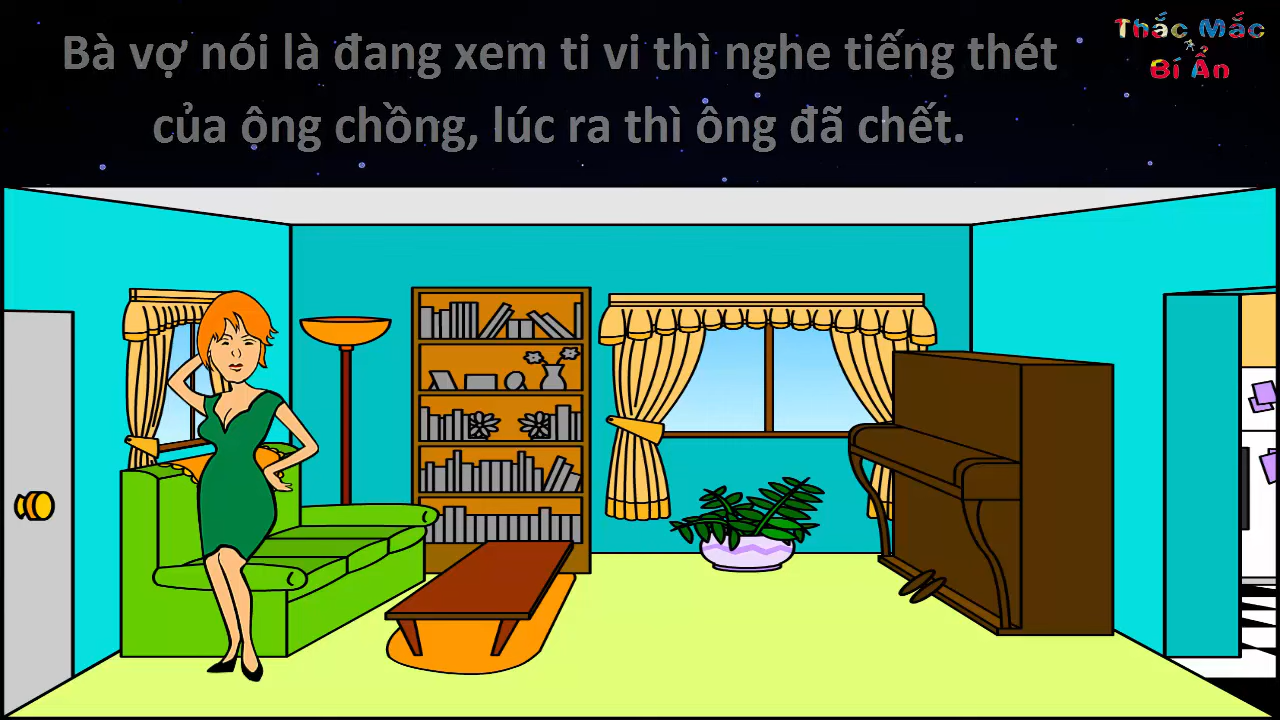 Bà vợ nói là đang xem ti vi thì nghe tiếng thét
của ông chồng, lúc ra thì ông đã chết.
Thắc Mắc
Bí Ẩn